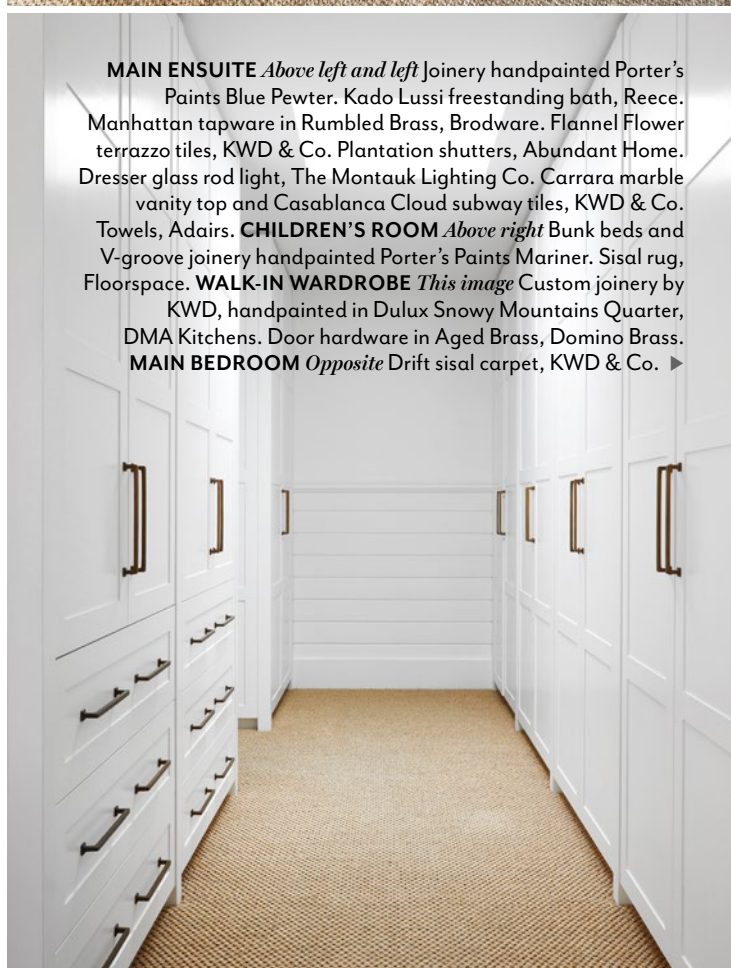 MAIN ENSUITE Above left and left Joinery handpainted Porter’s
Paints Blue Pewter. Kado Lussi freestanding bath, Reece.
Manhattan tapware in Rumbled Brass, Brodware. Flannel Flower
terrazzo tiles, KWD & Co. Plantation shutters, Abundant Home.
Dresser glass rod light, The Montauk Lighting Co. Carrara marble
vanity top and Casablanca Cloud subway tiles, KWD & Co.
Towels, Adairs. CHILDREN’S ROOM Above right Bunk beds and
V-groove joinery handpainted Porter’s Paints Mariner. Sisal rug,
Floorspace. WALK-IN WARDROBE This image Custom joinery by
KWD, handpainted in Dulux Snowy Mountains Quarter,
DMA Kitchens. Door hardware in Aged Brass, Domino Brass.
MAIN BEDROOM Opposite Drift sisal carpet, KWD & Co. ▶